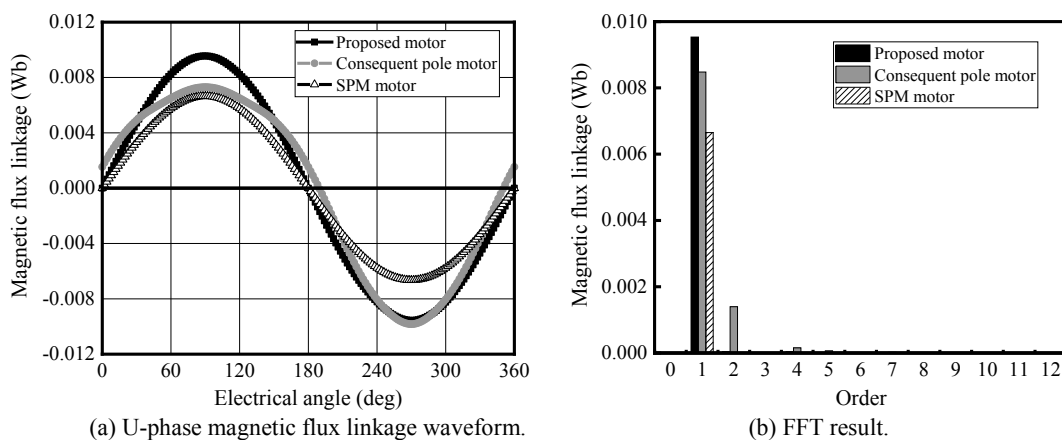 Magnetic flux linkage (Wb)
0.012
0.008
0.004
0.000
-0.004
-0.008
-0.012
Proposed motor
Consequent pole motor
SPM motor
0 60 120 180 240 300 360
Electrical angle (deg)
(a) U-phase magnetic flux linkage waveform.
Magnetic flux linkage (Wb)
0.010
0.008
0.006
0.004
0.002
0.000
Proposed motor
Consequent pole motor
SPM motor
0 1 2 3 4 5 6 7 8 9 10 11 12
Order
(b) FFT result.